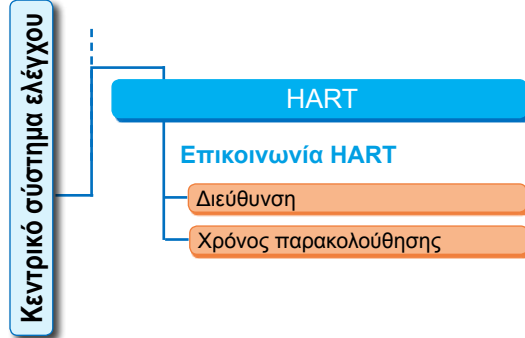 Κεντρικό σύστημα ελέγχου
HART
Επικοινωνία HART
Διεύθυνση
Χρόνος παρακολούθησης